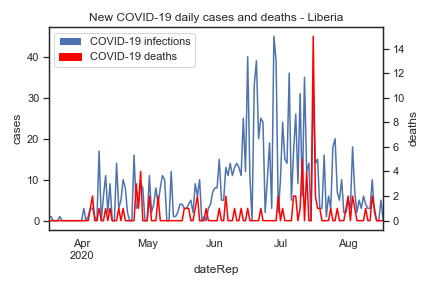 New COVID-19 daily cases and deaths - Liberia
COVID-19 infections
COVID-19 deaths
40
30
20
10
0
cases
14
12
10
8
6
4
2
0
deaths
Apr
2020
May
Jun
Jul
Aug
dateRep